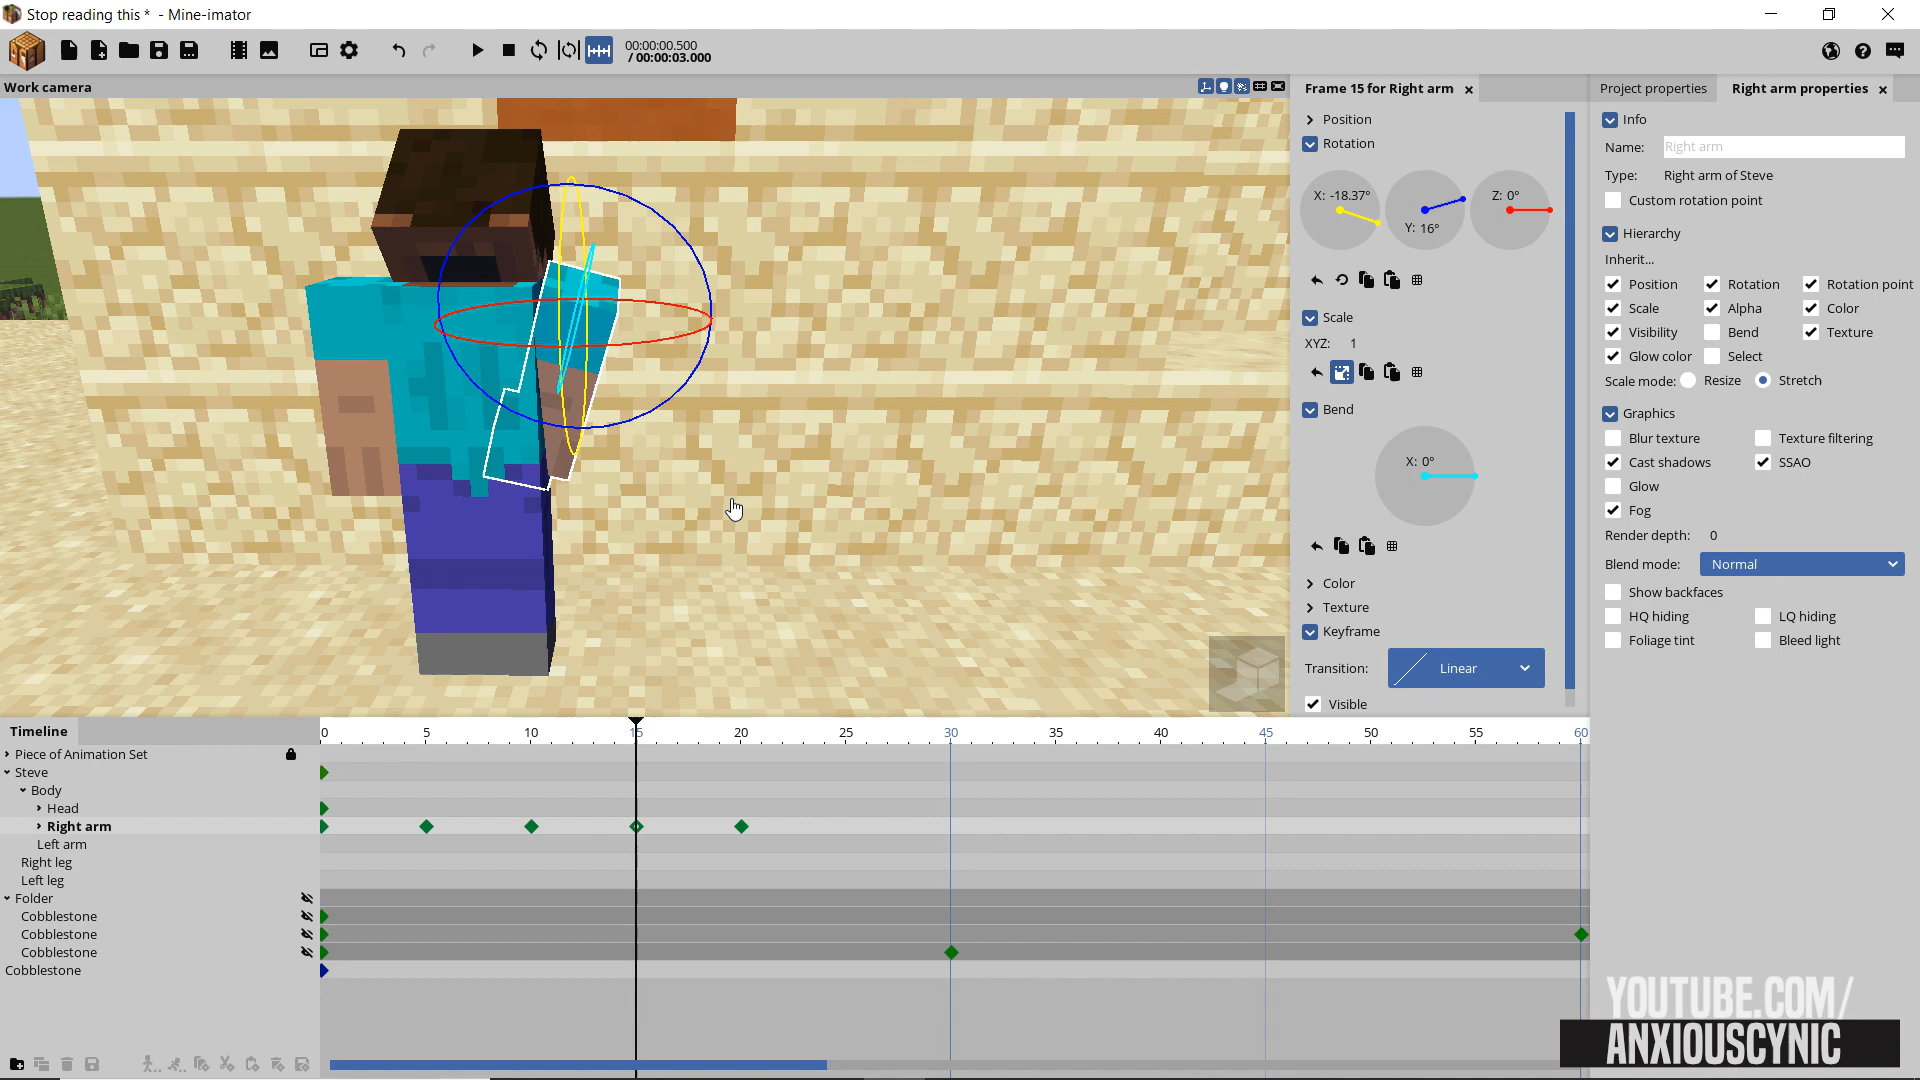 Stop reading this * - Mine-imator
00:00:00.500
/ 00:00:03.000
Work camera
Frame 15 for Right arm
Position
Rotation
X: -18.37°
Y: 16°
Z: 0°
Scale
XYZ: 1
Bend
X: 0°
Color
Texture
Keyframe
Transition: Linear
Visible
Project properties
Right arm properties
Info
Name: Right arm
Type: Right arm of Steve
Custom rotation point
Hierarchy
Inherit...
Position Rotation Rotation point
Scale Alpha Color
Visibility Bend Texture
Glow color Select
Scale mode: Resize Stretch
Graphics
Blur texture Texture filtering
Cast shadows SSAO
Glow
Fog
Render depth: 0
Blend mode: Normal
Show backfaces
HQ hiding LQ hiding
Foliage tint Bleed light
Timeline
0 5 10 15 20 25 30 35 40 45 50 55 60
Piece of Animation Set
Steve
Body
Head
Right arm
Left arm
Right leg
Left leg
Folder
Cobblestone
Cobblestone
Cobblestone
Cobblestone
YOUTUBE.COM/
ANXIOUSCYNIC